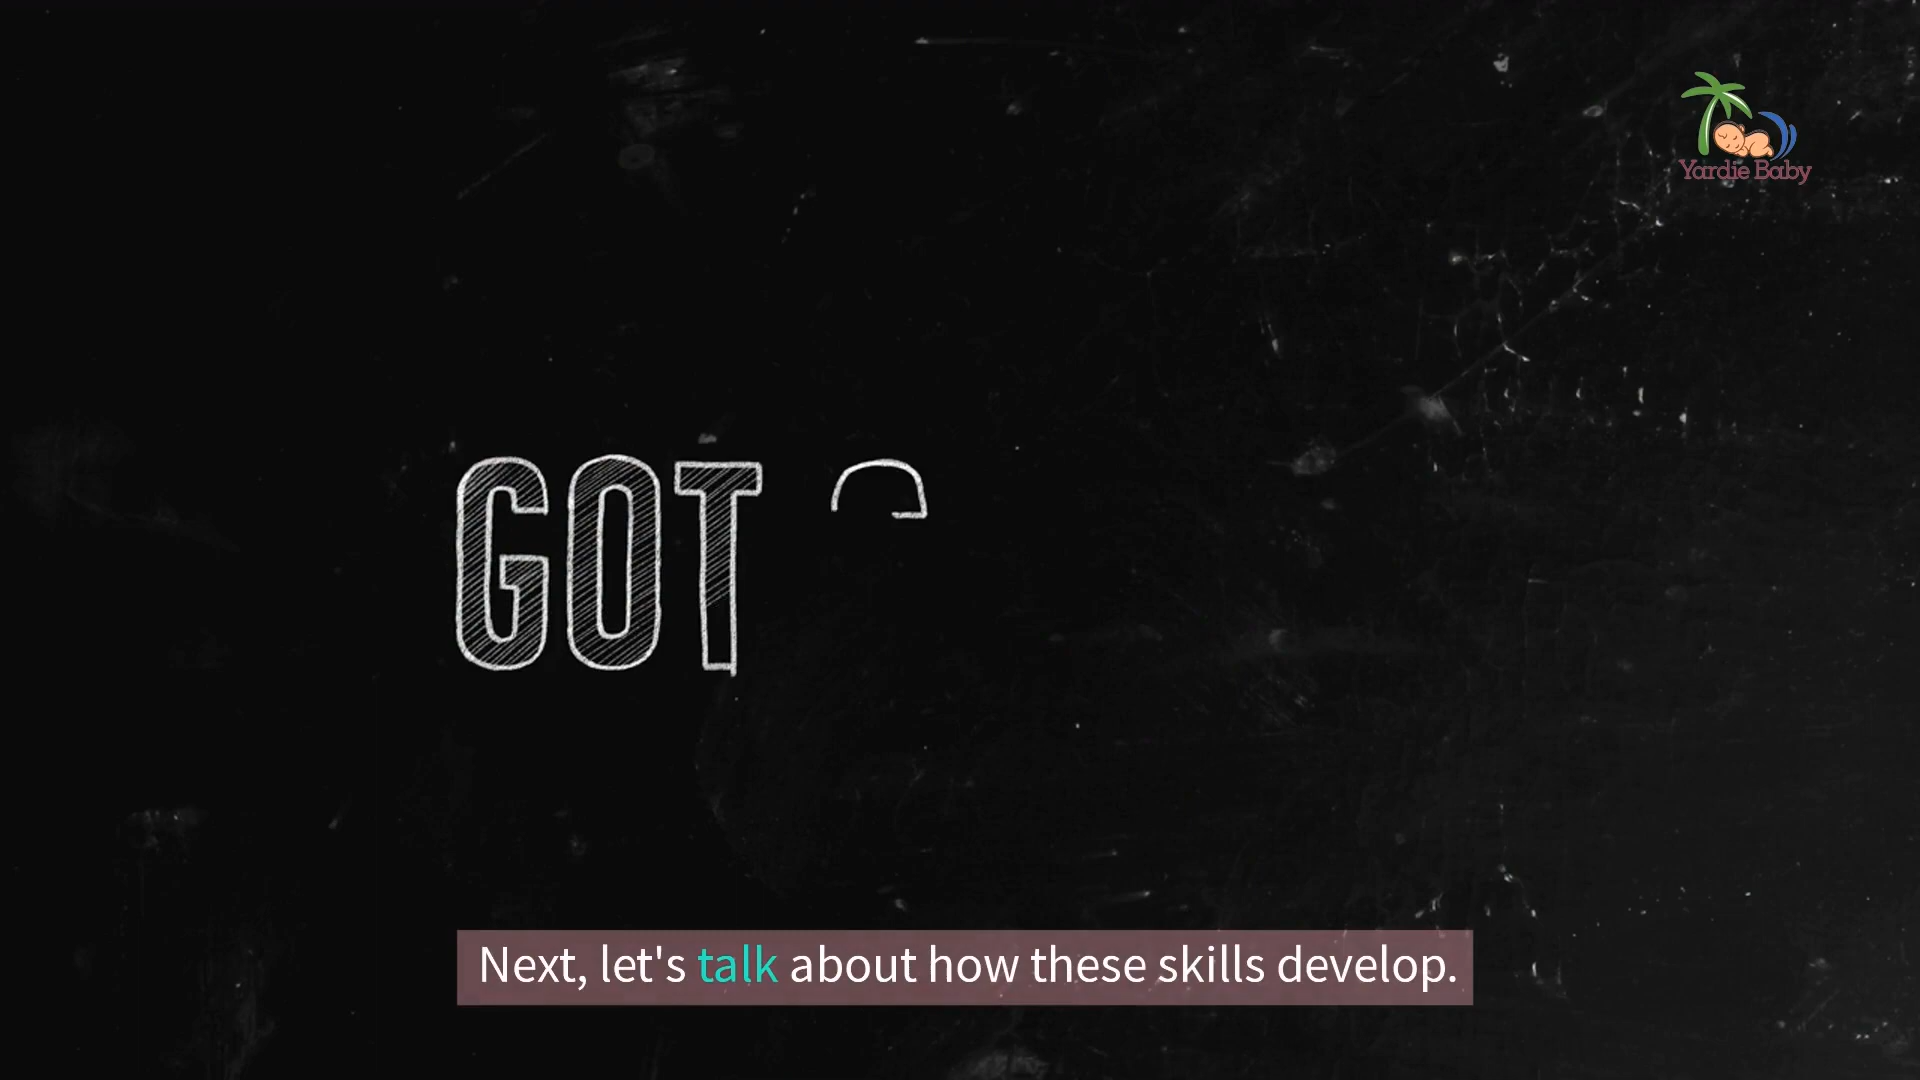 Yardie Baby
GOT
Next, let's talk about how these skills develop.